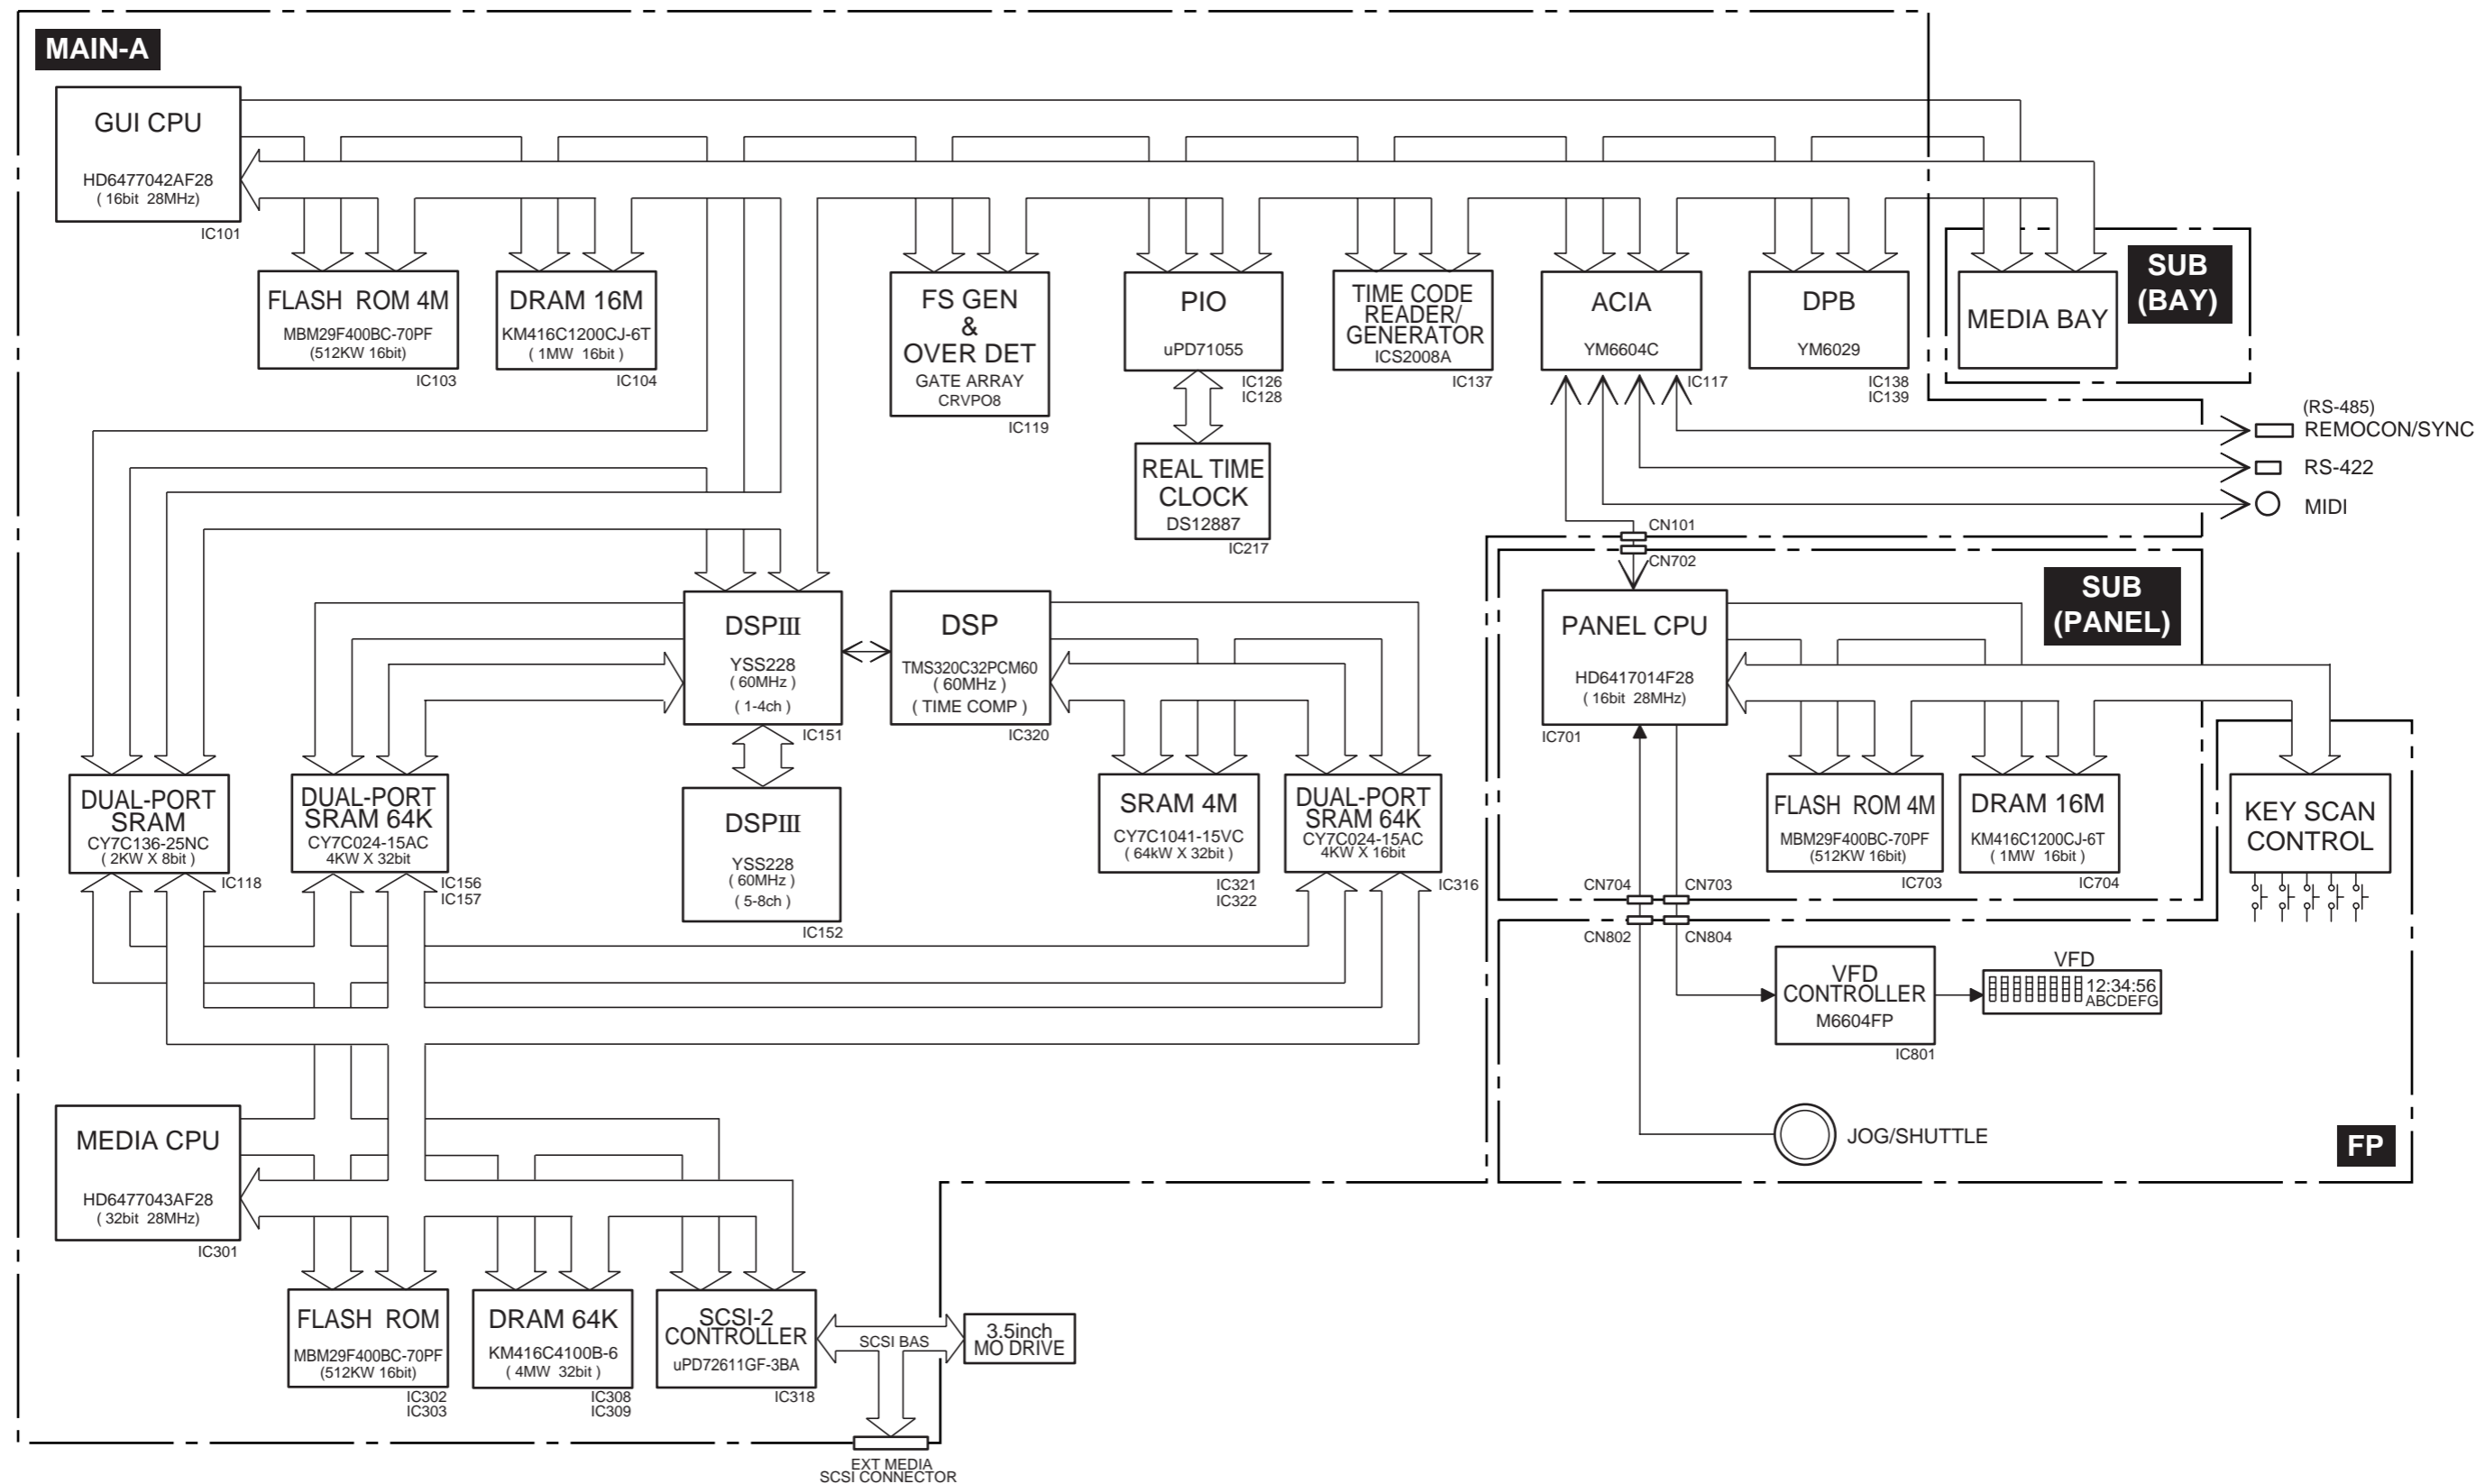 MAIN-A
GUI CPU
HD6477042AF28
( 16bit 28MHz)
IC101
FLASH ROM 4M
MBM29F400BC-70PF
(512KW 16bit)
IC103
DRAM 16M
KM416C1200CJ-6T
( 1MW 16bit )
IC104
FS GEN
&
OVER DET
GATE ARRAY
CRVPO8
IC119
PIO
uPD71055
IC126
IC128
REAL TIME
CLOCK
DS12887
IC217
TIME CODE
READER/
GENERATOR
ICS2008A
IC137
ACIA
YM6604C
IC117
DPB
YM6029
IC138
IC139
MEDIA BAY
SUB
(BAY)
(RS-485)
REMOCON/SYNC
RS-422
MIDI
CN101
CN702
DSPIII
YSS228
( 60MHz )
( 1-4ch )
IC151
DSP
TMS320C32PCM60
( 60MHz )
( TIME COMP )
IC320
PANEL CPU
HD6417014F28
( 16bit 28MHz)
IC701
SUB
(PANEL)
DUAL-PORT
SRAM
CY7C136-25NC
( 2KW X 8bit )
IC118
DUAL-PORT
SRAM 64K
CY7C024-15AC
4KW X 32bit
IC156
IC157
DSPIII
YSS228
( 60MHz )
( 5-8ch )
IC152
SRAM 4M
CY7C1041-15VC
( 64kW X 32bit )
IC321
IC322
DUAL-PORT
SRAM 64K
CY7C024-15AC
4KW X 16bit
IC316
FLASH ROM 4M
MBM29F400BC-70PF
(512KW 16bit)
IC703
DRAM 16M
KM416C1200CJ-6T
( 1MW 16bit )
IC704
KEY SCAN
CONTROL
CN704
CN703
CN802
CN804
VFD
CONTROLLER
M6604FP
IC801
VFD
12:34:56
ABCDEFG
JOG/SHUTTLE
FP
MEDIA CPU
HD6477043AF28
( 32bit 28MHz)
IC301
FLASH ROM
MBM29F400BC-70PF
(512KW 16bit)
IC302
IC303
DRAM 64K
KM416C4100B-6
( 4MW 32bit )
IC308
IC309
SCSI-2
CONTROLLER
uPD72611GF-3BA
IC318
SCSI BAS
3.5inch
MO DRIVE
EXT MEDIA
SCSI CONNECTOR